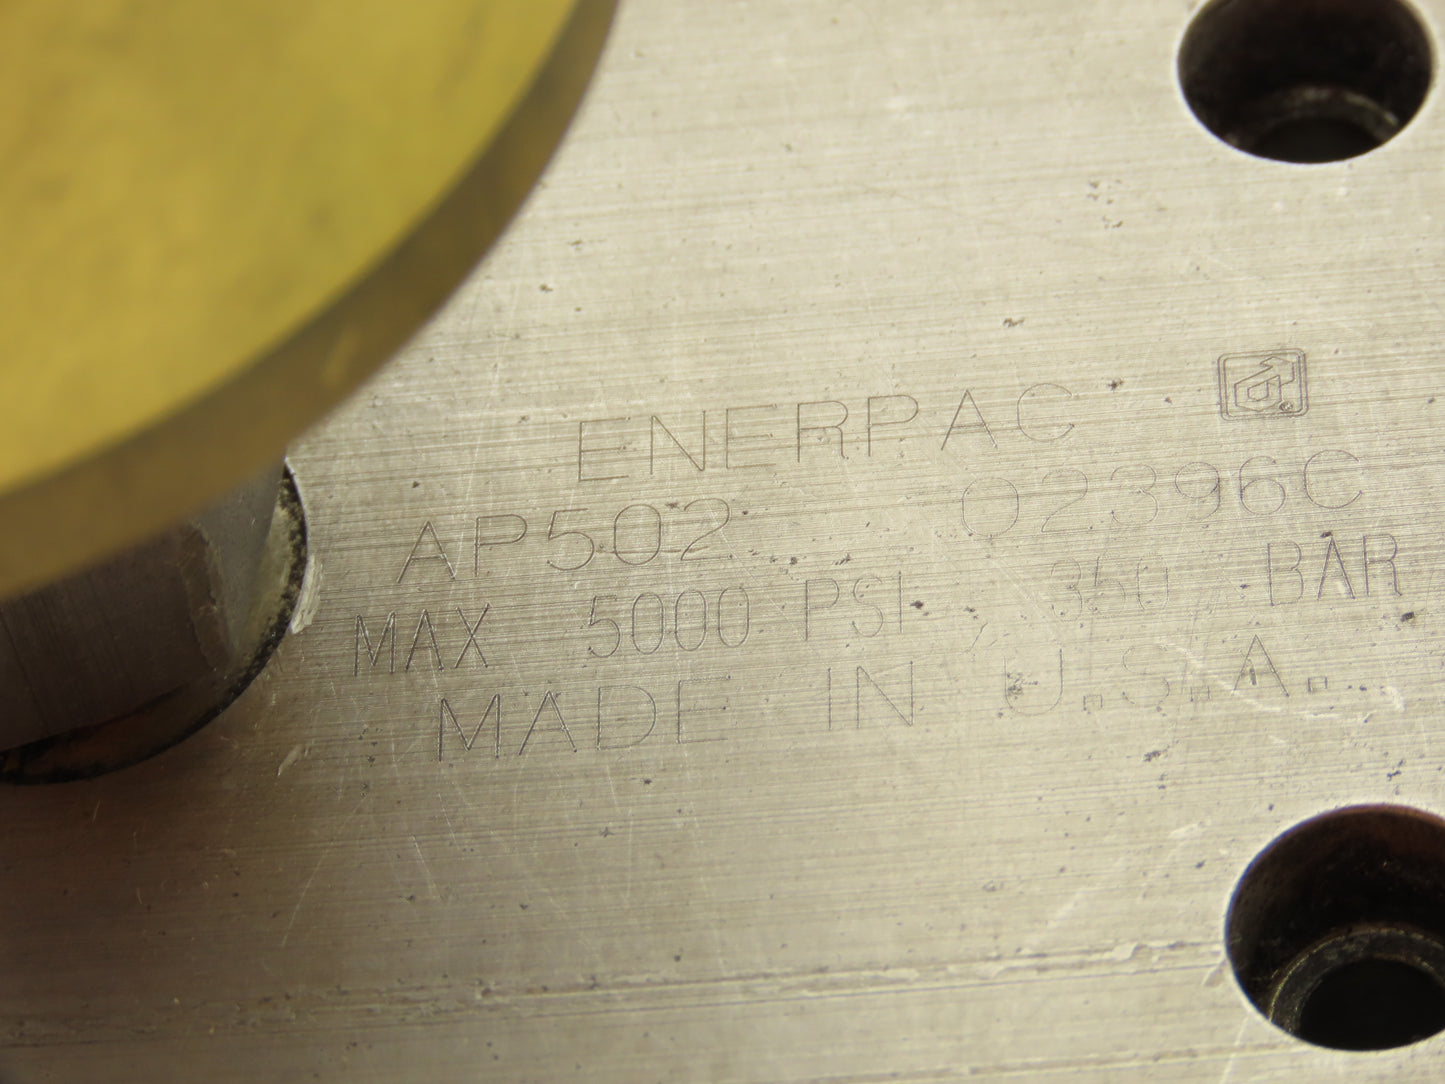 ENERPAC
AP502 02396C
MAX 5000 PSI, 350 BAR
MADE IN U.S.A.